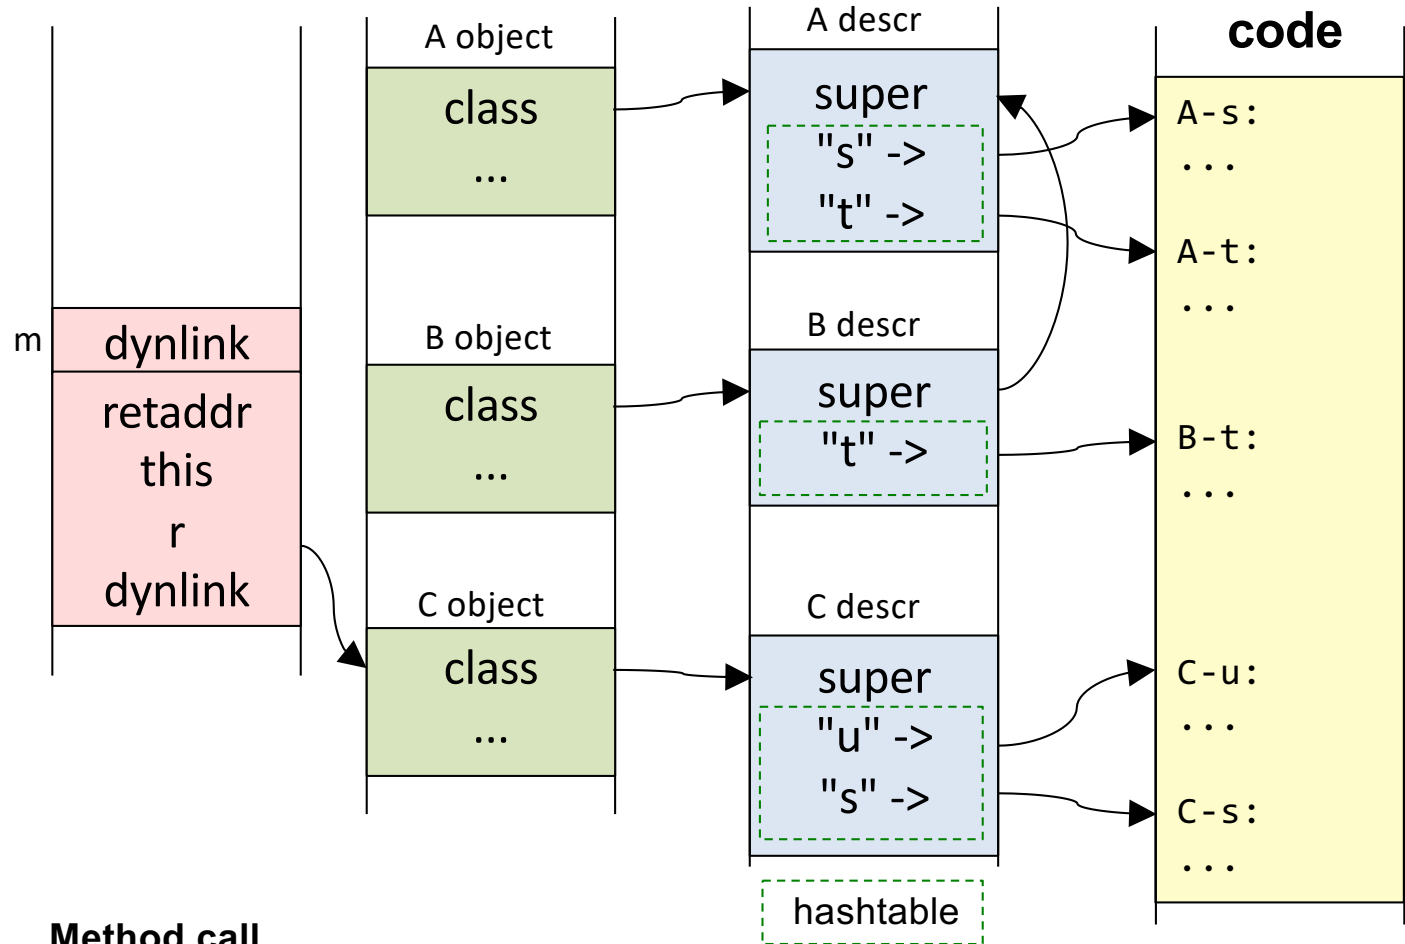 m
dynlink
retaddr
this
r
dynlink
A object
class
...
B object
class
...
C object
class
...
A descr
super
"s" ->
"t" ->
B descr
super
"t" ->
C descr
super
"u" ->
"s" ->
hashtable
code
A-s:
...
A-t:
...
B-t:
...
C-u:
...
C-s:
...
Method call